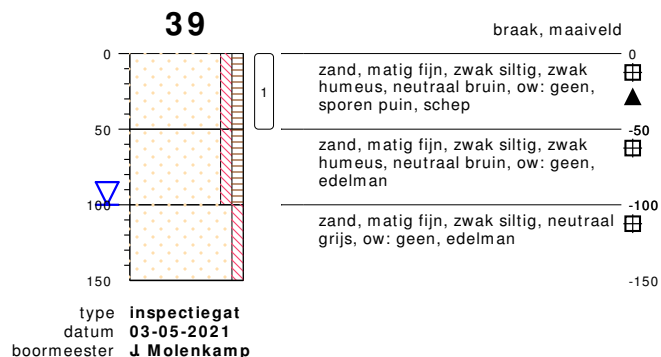 39
braak, maaiveld
0
0
zand, matig fijn, zwak siltig, zwak
humeus, neutraal bruin, ow: geen,
sporen puin, schep
1
50
-50
zand, matig fijn, zwak siltig, zwak
humeus, neutraal bruin, ow: geen,
edelman
100
-100
zand, matig fijn, zwak siltig, neutraal
grijs, ow: geen, edelman
150
-150
type inspectiegat
datum 03-05-2021
boormeester J. Molenkamp